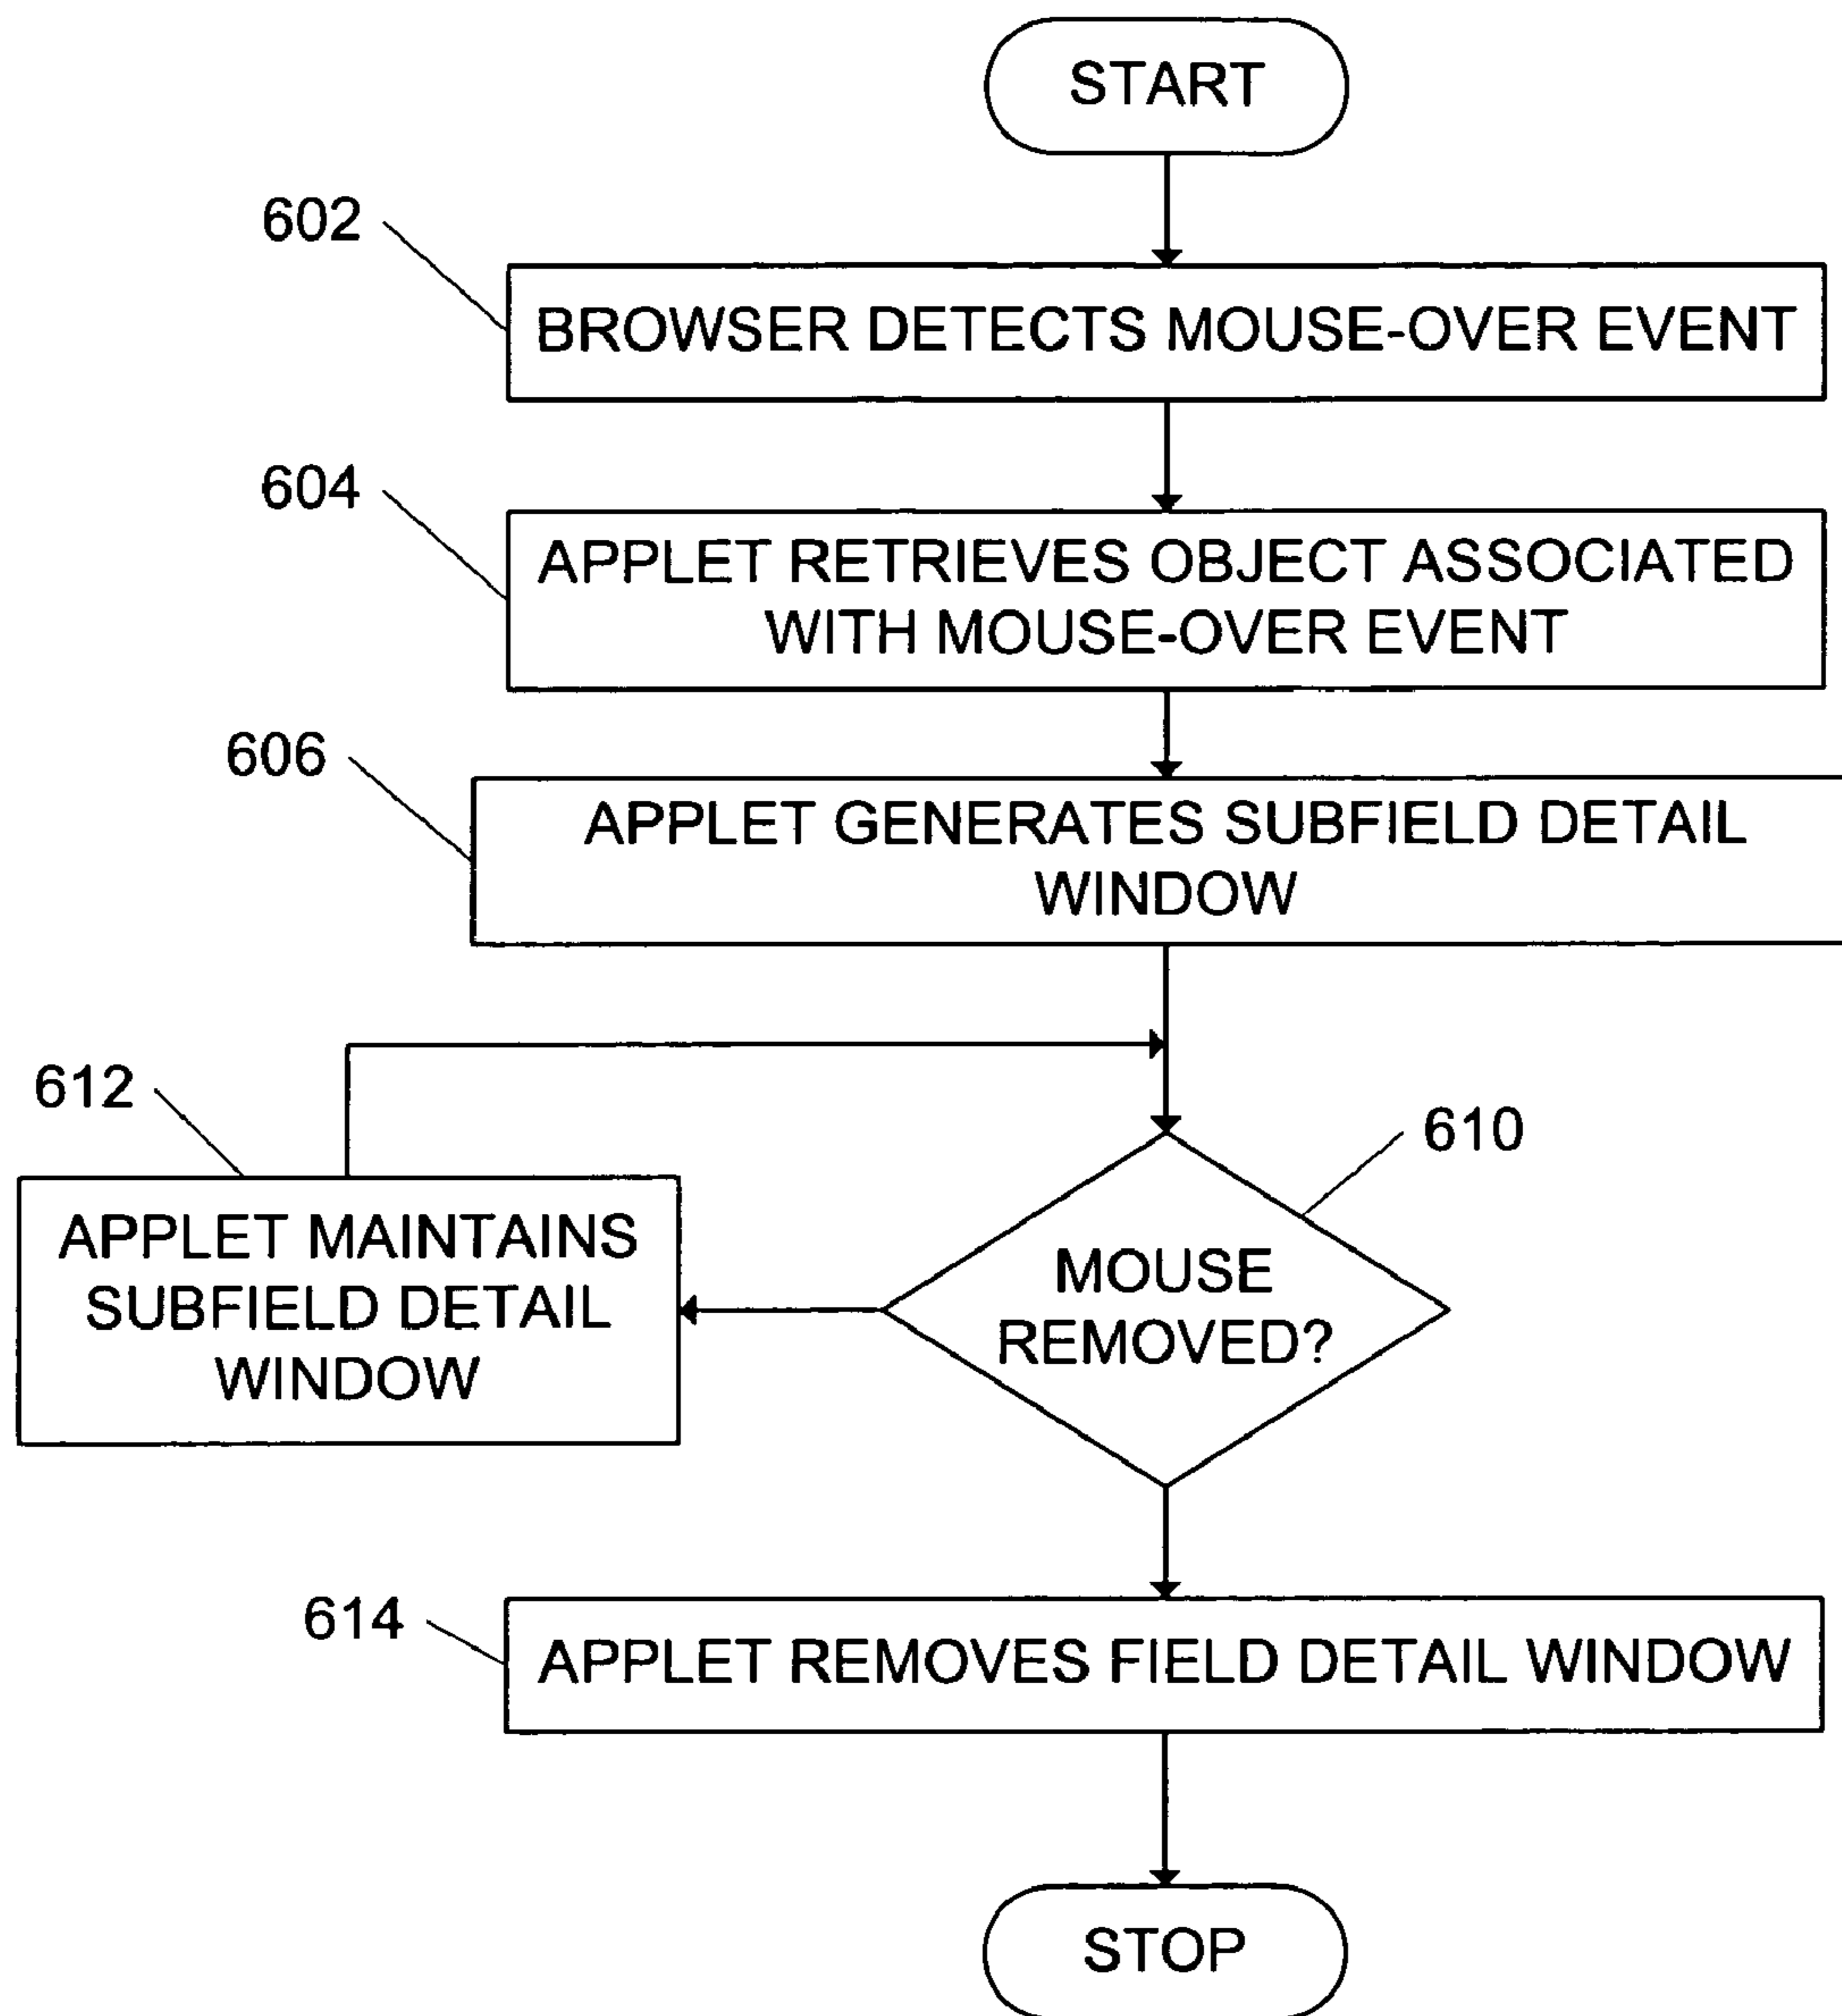 START
602
BROWSER DETECTS MOUSE-OVER EVENT
604
APPLET RETRIEVES OBJECT ASSOCIATED
WITH MOUSE-OVER EVENT
606
APPLET GENERATES SUBFIELD DETAIL
WINDOW
612
610
APPLET MAINTAINS
SUBFIELD DETAIL
WINDOW
MOUSE
REMOVED?
614
APPLET REMOVES FIELD DETAIL WINDOW
STOP